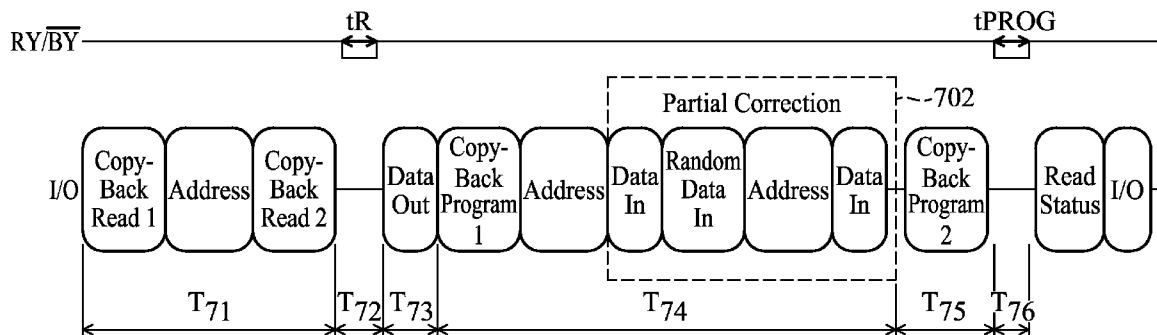 tR
tPROG
RY/BY
Partial Correction
702
I/O
Copy-
Back
Read 1
Address
Copy-
Back
Read 2
Data
Out
Copy-
Back
Program
1
Address
Data
In
Random
Data
In
Address
Data
In
Copy-
Back
Program
2
Read
Status
I/O
T71
T72
T73
T74
T75
T76